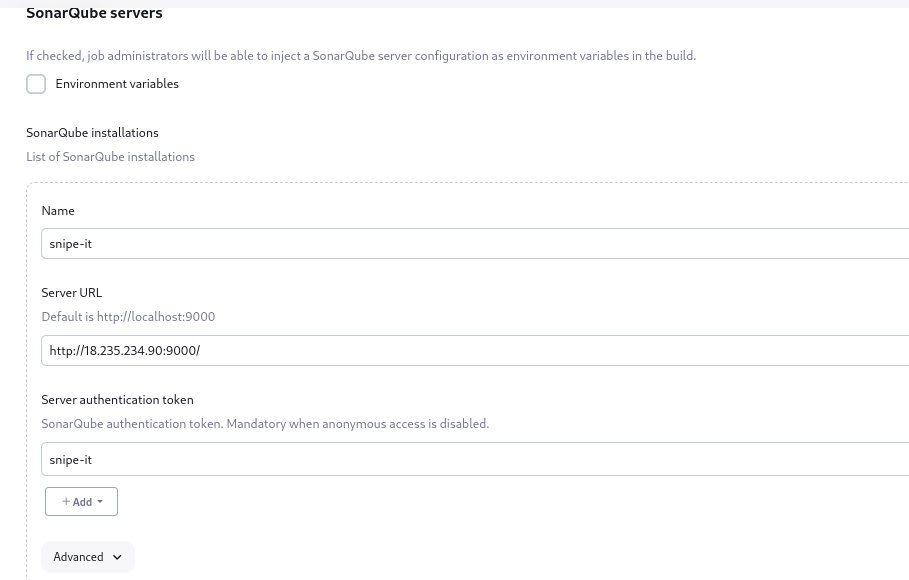 SonarQube servers
If checked, job administrators will be able to inject a SonarQube server configuration as environment variables in the build.
Environment variables
SonarQube installations
List of SonarQube installations
Name
snipe-it
Server URL
Default is http://localhost:9000
http://18.235.234.90:9000/
Server authentication token
SonarQube authentication token. Mandatory when anonymous access is disabled.
snipe-it
+ Add
Advanced